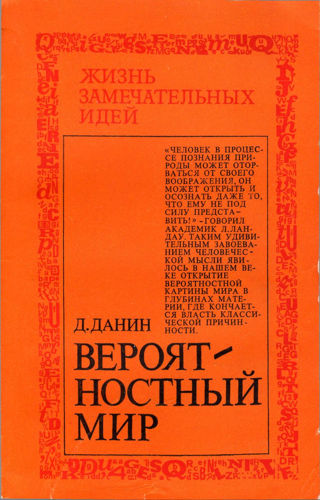 ЖИЗНЬ
ЗАМЕЧАТЕЛЬНЫХ
ИДЕЙ
«ЧЕЛОВЕК В ПРОЦЕС-
СЕ ПОЗНАНИЯ ПРИ-
РОДЫ МОЖЕТ ОТОР-
ВАТЬСЯ ОТ СВОЕГО
ВООБРАЖЕНИЯ, ОН
МОЖЕТ ОТКРЫТЬ И
ОСОЗНАТЬ ДАЖЕ ТО,
ЧТО ЕМУ НЕ ПОД
СИЛУ ПРЕДСТА-
ВИТЬ!» – ГОВОРИЛ
АКАДЕМИК Л. ЛАН-
ДАУ. ТАКИМ УДИВИ-
ТЕЛЬНЫМ ЗАВОЕВА-
НИЕМ ЧЕЛОВЕЧЕС-
КОЙ МЫСЛИ ЯВИ-
ЛОСЬ В НАШЕМ ВЕ-
КЕ ОТКРЫТИЕ
ВЕРОЯТНОСТНОЙ
КАРТИНЫ МИРА В
ГЛУБИНАХ МАТЕ-
РИИ, ГДЕ КОНЧАЕТ-
СЯ ВЛАСТЬ КЛАССИ-
ЧЕСКОЙ ПРИЧИН-
НОСТИ.
Д. ДАНИН
ВЕРОЯТ-
НОСТНЫЙ
МИР